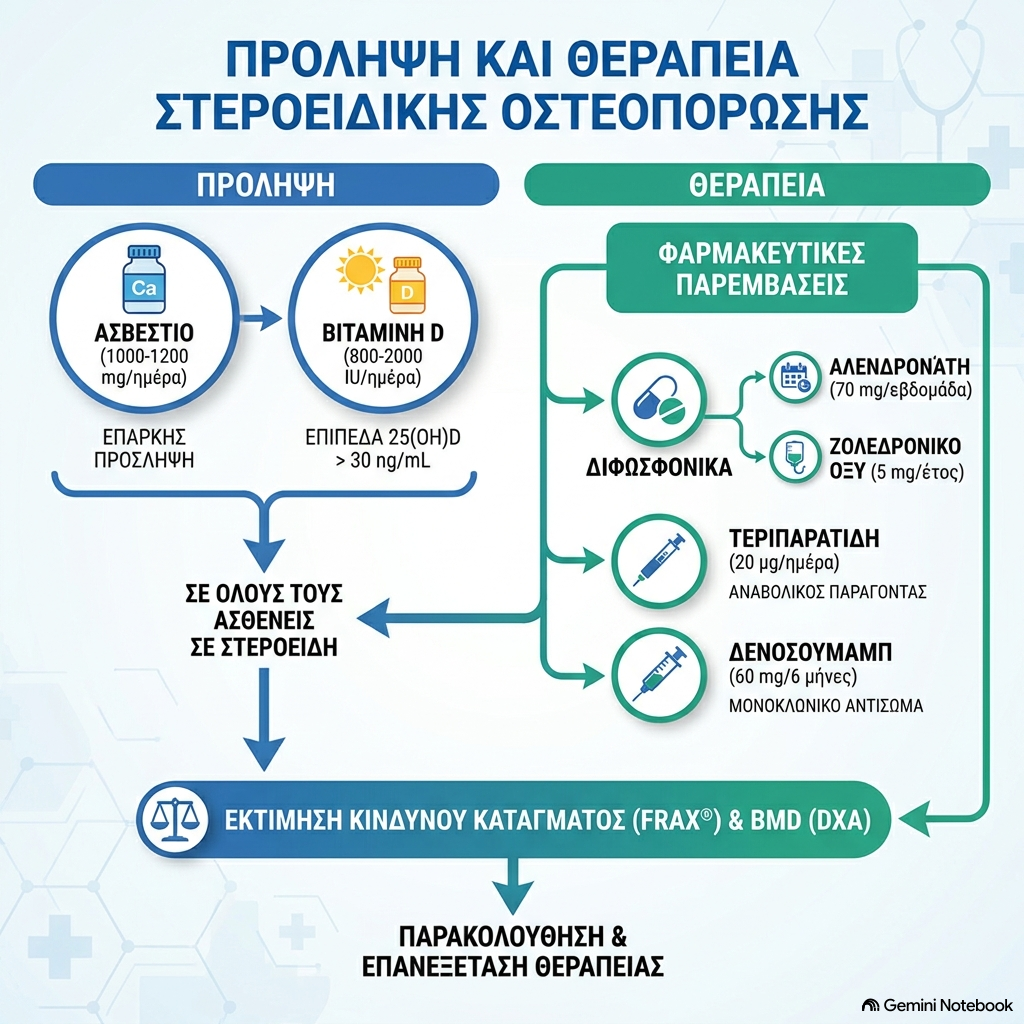 ΠΡΟΛΗΨΗ ΚΑΙ ΘΕΡΑΠΕΙΑ
ΣΤΕΡΟΕΙΔΙΚΗΣ ΟΣΤΕΟΠΟΡΩΣΗΣ
ΠΡΟΛΗΨΗ
Ca
ΑΣΒΕΣΤΙΟ
(1000-1200
mg/ημέρα)
ΕΠΑΡΚΗΣ
ΠΡΟΣΛΗΨΗ
D
ΒΙΤΑΜΙΝΗ D
(800-2000
IU/ημέρα)
ΕΠΙΠΕΔΑ 25(OH)D
> 30 ng/mL
ΣΕ ΟΛΟΥΣ ΤΟΥΣ
ΑΣΘΕΝΕΙΣ
ΣΕ ΣΤΕΡΟΕΙΔΗ
ΘΕΡΑΠΕΙΑ
ΦΑΡΜΑΚΕΥΤΙΚΕΣ
ΠΑΡΕΜΒΑΣΕΙΣ
ΔΙΦΩΣΦΟΝΙΚΑ
ΑΛΕΝΔΡΟΝΆΤΗ
(70 mg/εβδομάδα)
ΖΟΛΕΔΡΟΝΙΚΟ
ΟΞΥ (5 mg/έτος)
ΤΕΡΙΠΑΡΑΤΙΔΗ
(20 μg/ημέρα)
ΑΝΑΒΟΛΙΚΟΣ ΠΑΡΑΓΟΝΤΑΣ
ΔΕΝΟΣΟΥΜΑΜΠ
(60 mg/6 μήνες)
ΜΟΝΟΚΛΩΝΙΚΟ ΑΝΤΙΣΩΜΑ
ΕΚΤΙΜΗΣΗ ΚΙΝΔΥΝΟΥ ΚΑΤΑΓΜΑΤΟΣ (FRAX®) & BMD (DXA)
ΠΑΡΑΚΟΛΟΥΘΗΣΗ &
ΕΠΑΝΕΞΕΤΑΣΗ ΘΕΡΑΠΕΙΑΣ
Gemini Notebook